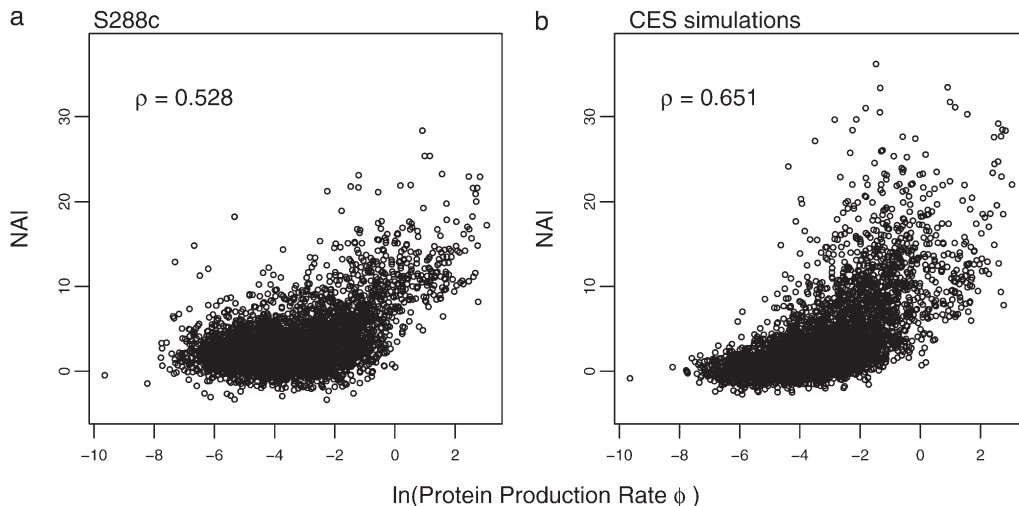 a
S288c
b
CES simulations
ρ = 0.528
ρ = 0.651
NAI
30
20
10
0
NAI
30
20
10
0
−10 −8 −6 −4 −2 0 2
−10 −8 −6 −4 −2 0 2
ln(Protein Production Rate ϕ )